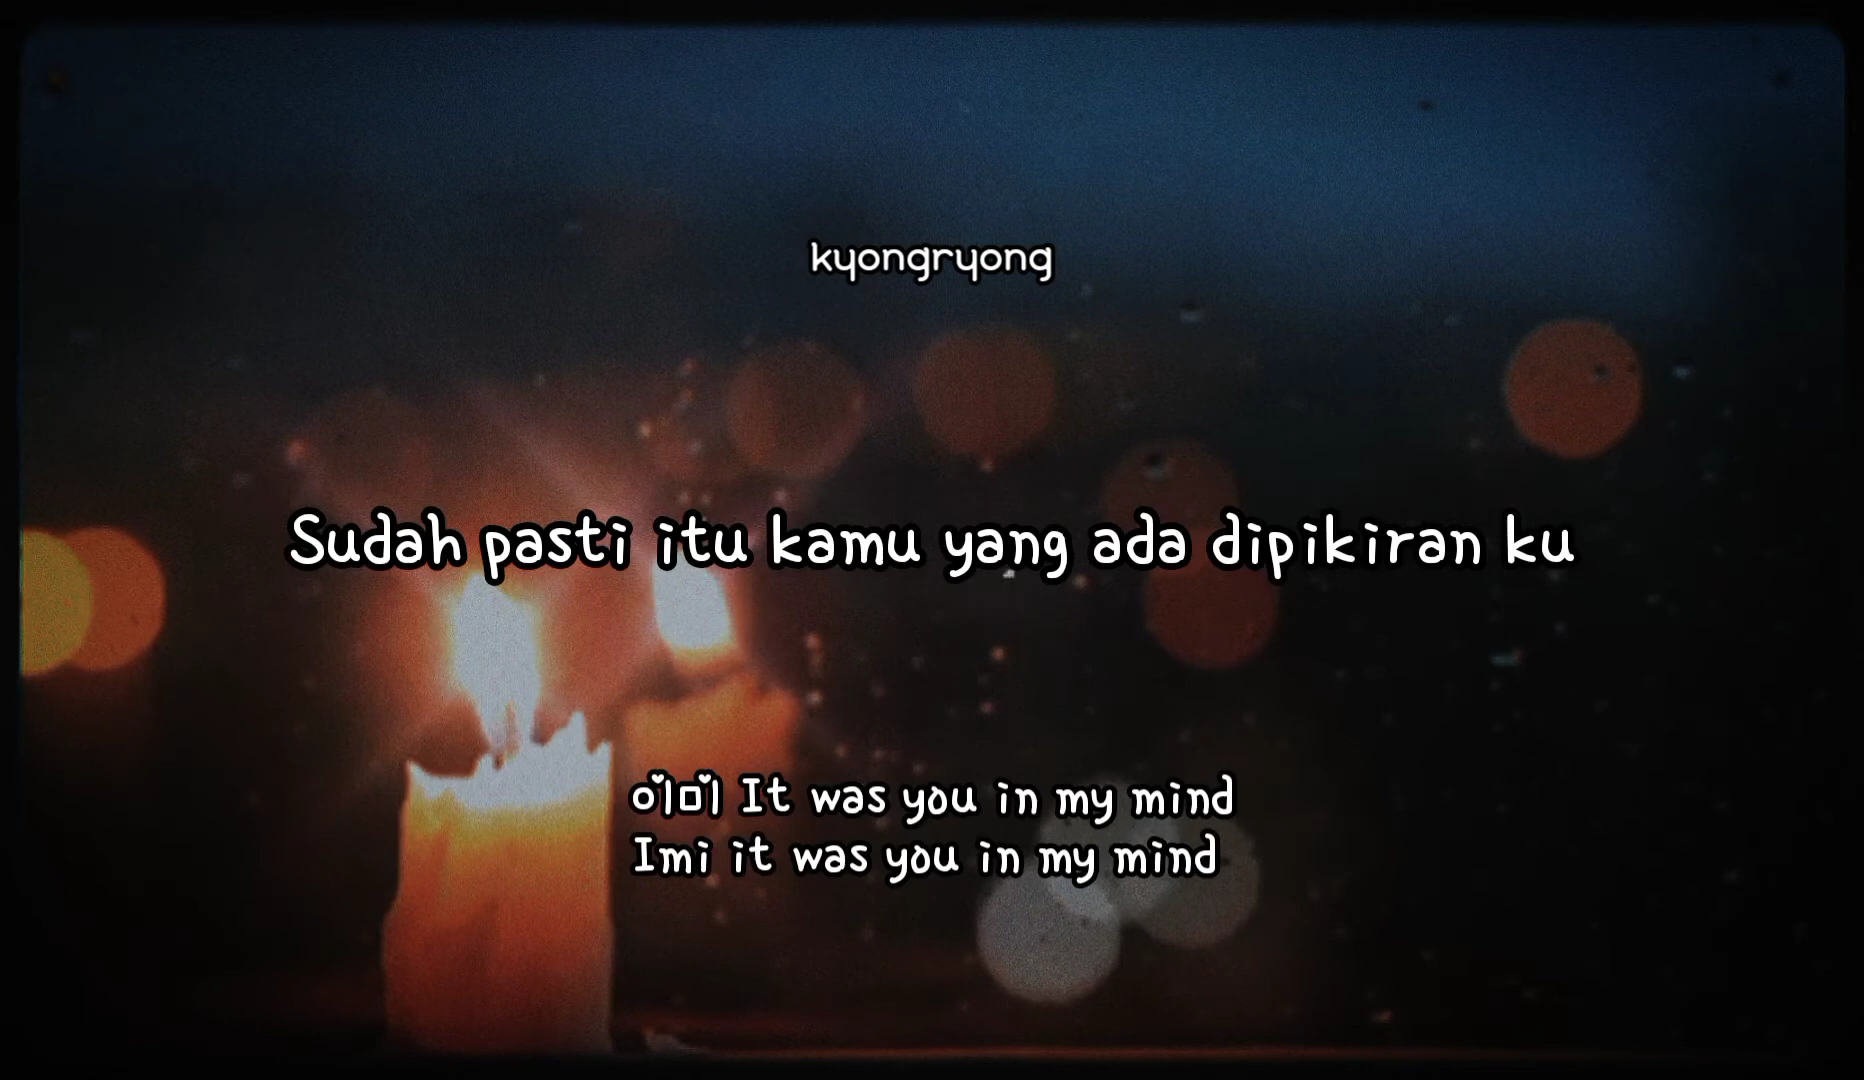 kyongryong
Sudah pasti itu kamu yang ada dipikiran ku
이미 It was you in my mind
Imi it was you in my mind